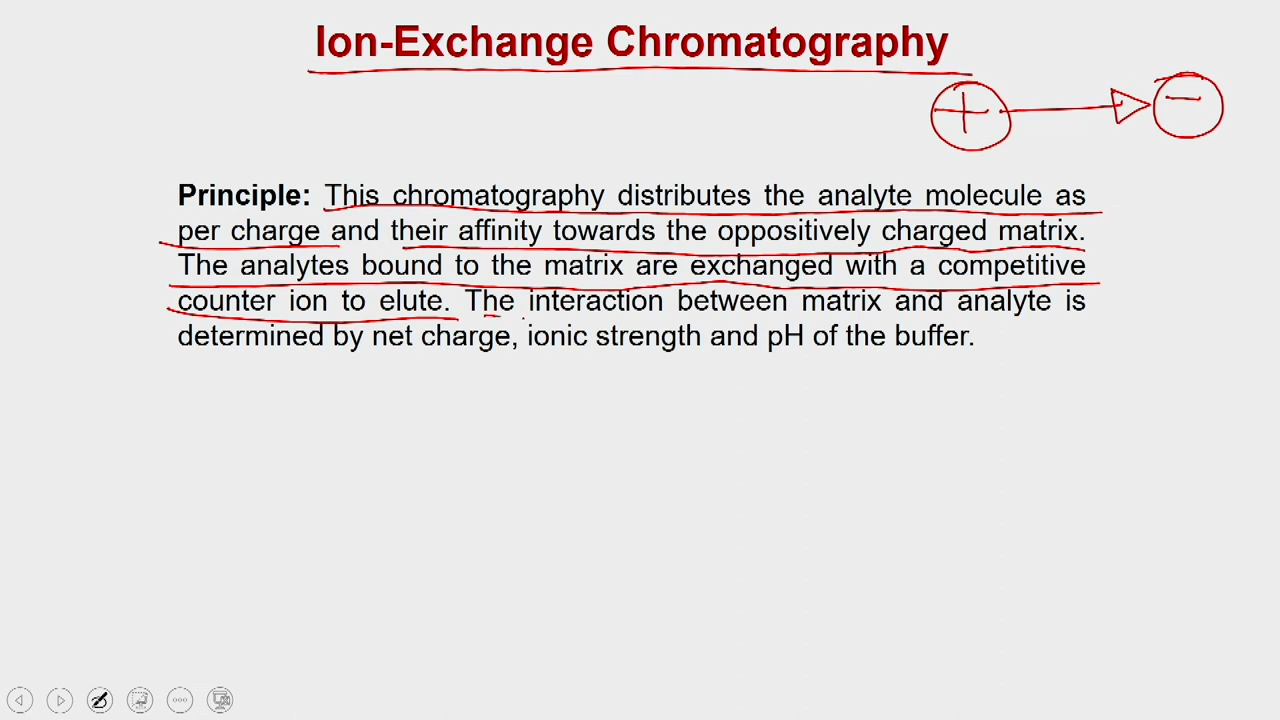 Ion-Exchange Chromatography
+ −
Principle: This chromatography distributes the analyte molecule as
per charge and their affinity towards the oppositively charged matrix.
The analytes bound to the matrix are exchanged with a competitive
counter ion to elute. The interaction between matrix and analyte is
determined by net charge, ionic strength and pH of the buffer.